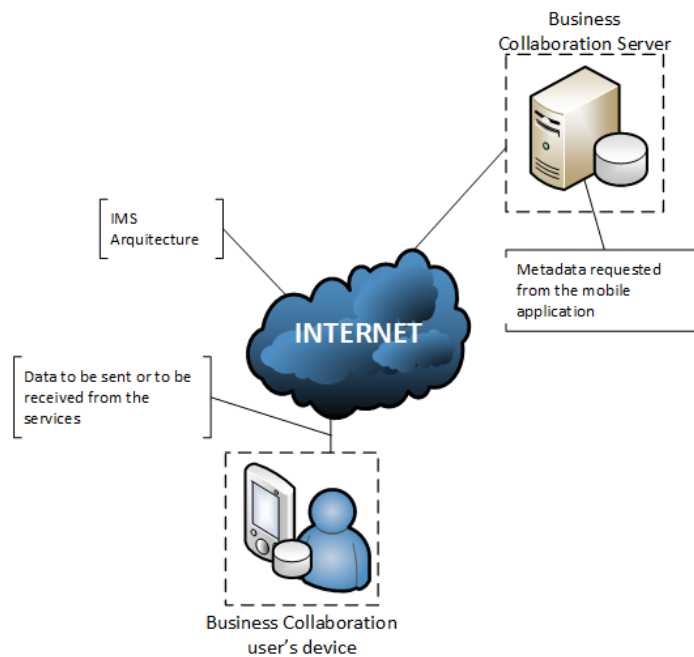 Business
Collaboration Server
IMS
Arquitecture
Metadata requested
from the mobile
application
INTERNET
Data to be sent or to be
received from the
services
Business Collaboration
user's device